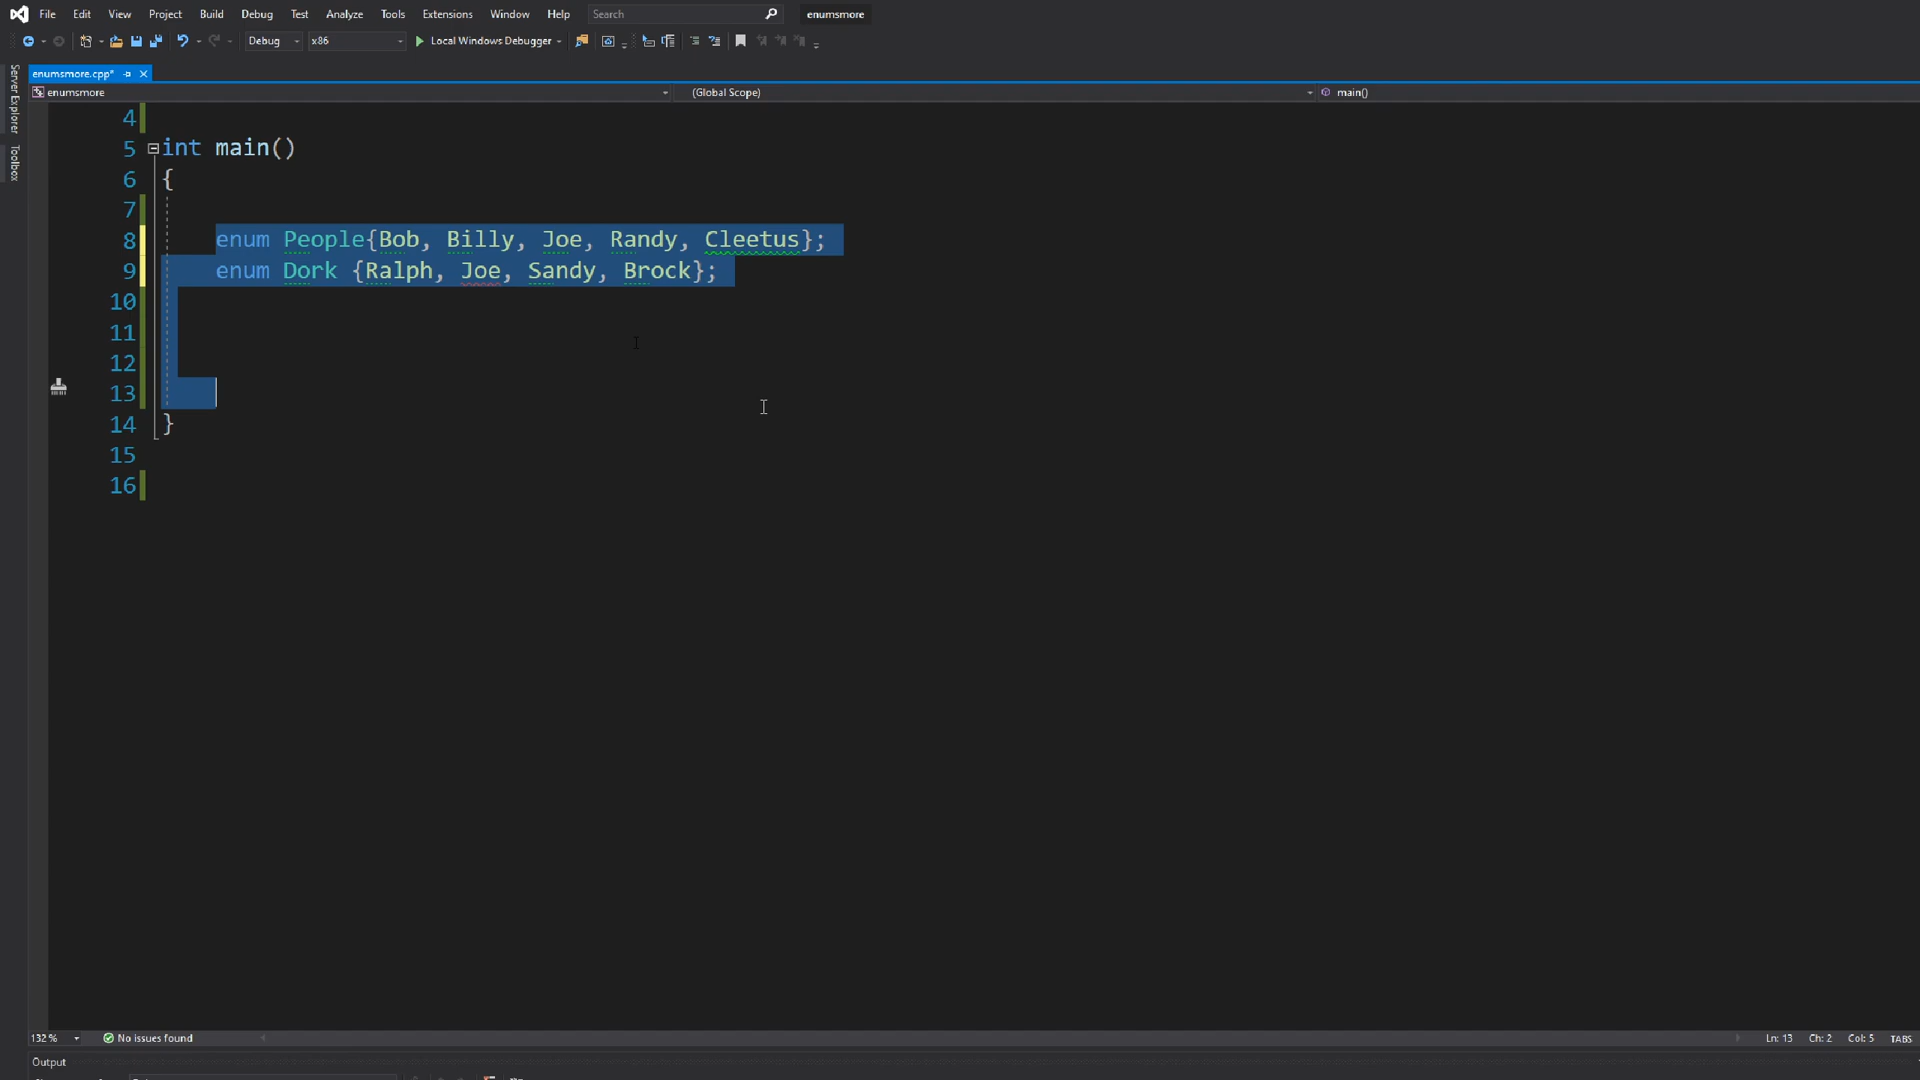 File Edit View Project Build Debug Test Analyze Tools Extensions Window Help Search enumsmore
Debug x86 Local Windows Debugger
Server Explorer
Toolbox
enumsmore.cpp*
enumsmore (Global Scope) main()
4
5 int main()
6 {
7
8 enum People{Bob, Billy, Joe, Randy, Cleetus};
9 enum Dork {Ralph, Joe, Sandy, Brock};
10
11
12
13
14 }
15
16
132 % No issues found Ln: 13 Ch: 2 Col: 5 TABS
Output